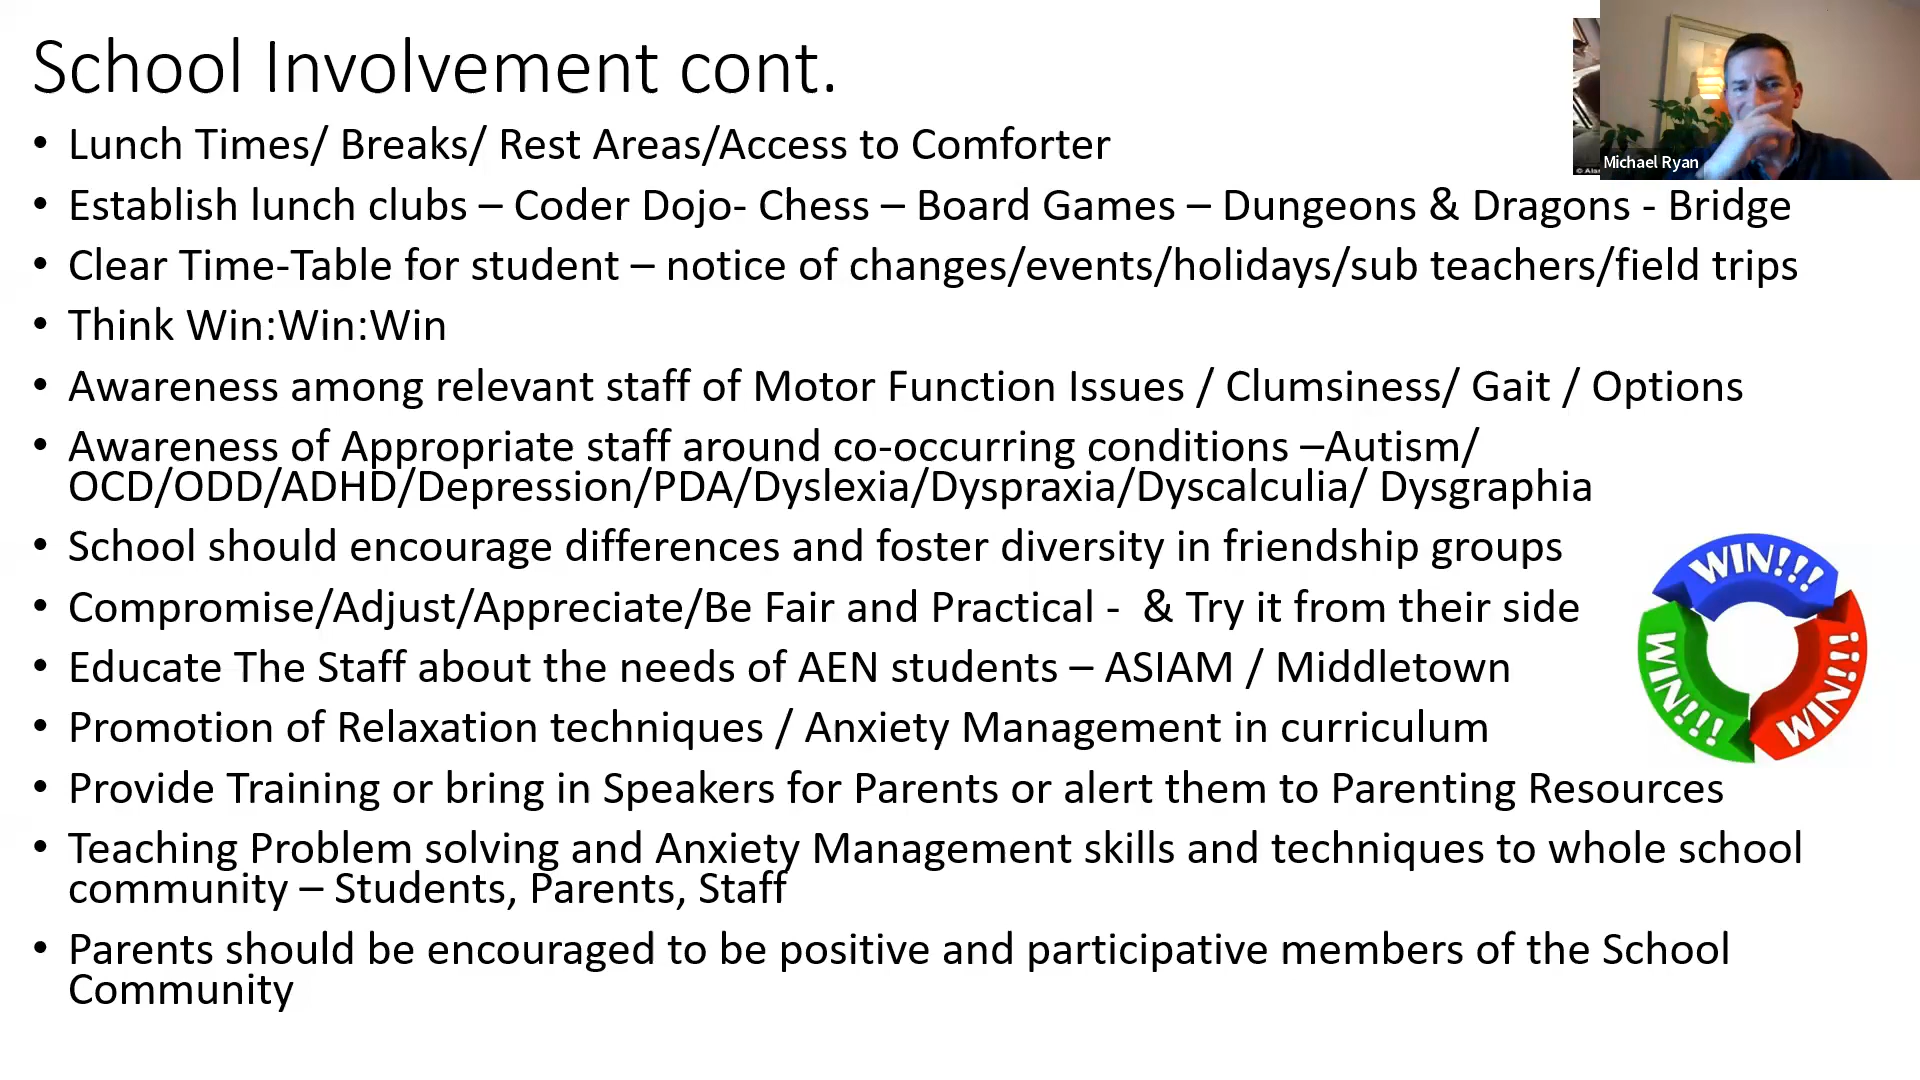 School Involvement cont.
Michael Ryan
• Lunch Times/ Breaks/ Rest Areas/Access to Comforter
• Establish lunch clubs – Coder Dojo- Chess – Board Games – Dungeons & Dragons - Bridge
• Clear Time-Table for student – notice of changes/events/holidays/sub teachers/field trips
• Think Win:Win:Win
• Awareness among relevant staff of Motor Function Issues / Clumsiness/ Gait / Options
• Awareness of Appropriate staff around co-occurring conditions –Autism/
OCD/ODD/ADHD/Depression/PDA/Dyslexia/Dyspraxia/Dyscalculia/ Dysgraphia
• School should encourage differences and foster diversity in friendship groups
• Compromise/Adjust/Appreciate/Be Fair and Practical -  & Try it from their side
• Educate The Staff about the needs of AEN students – ASIAM / Middletown
• Promotion of Relaxation techniques / Anxiety Management in curriculum
• Provide Training or bring in Speakers for Parents or alert them to Parenting Resources
• Teaching Problem solving and Anxiety Management skills and techniques to whole school
community – Students, Parents, Staff
• Parents should be encouraged to be positive and participative members of the School
Community
WIN!!!
WIN!!!
WIN!!!